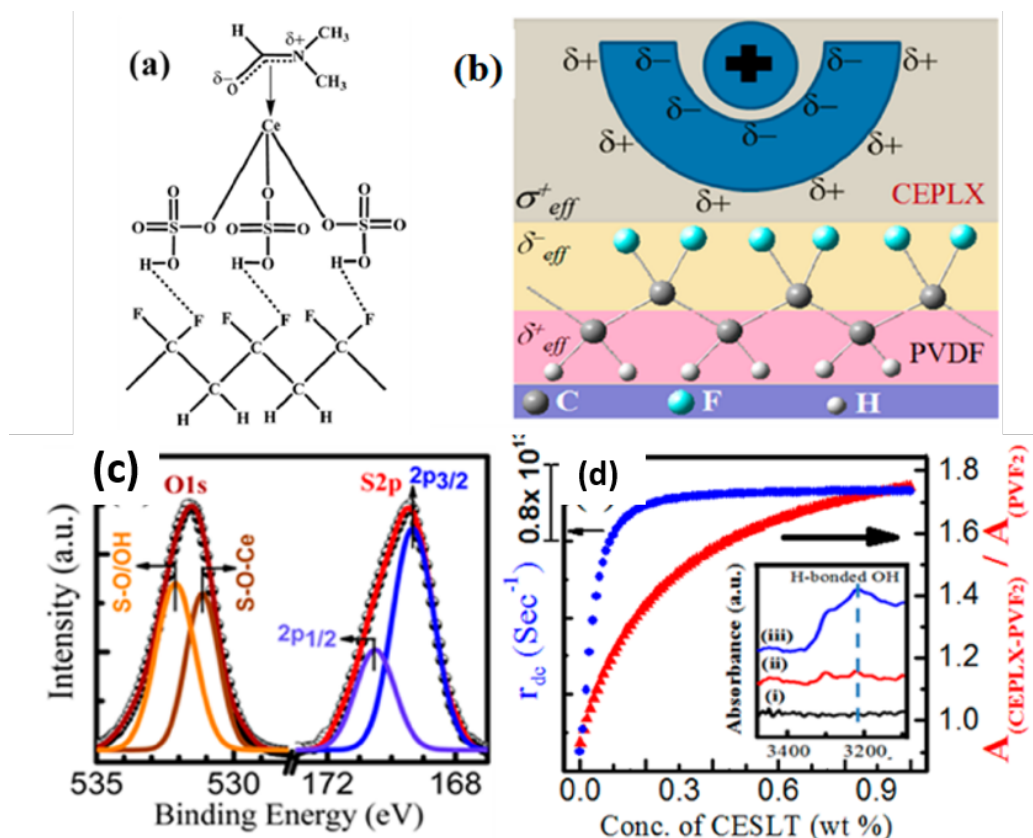 (a)
H
δ+
CH₃
N
δ−
O
CH₃
Ce
O
O
O
O=S=O
O=S=O
O=S=O
H-O
H-O
H-O
F F F F F F
C C C
C C
H H H H
(b)
δ+ δ− δ− δ+
δ− δ−
δ−
δ+ δ+
δ+ δ+
σ⁺eff
CEPLX
F F F F F F
δ⁻eff
δ⁺eff
PVDF
C F H
(c)
Intensity (a.u.)
O1s
S2p
2p3/2
S-O/OH
S-O-Ce
2p1/2
535 530 172 168
Binding Energy (eV)
(d)
rdc (Sec⁻¹)
0.8x 10
1.8
1.6
1.4
1.2
1.0
A(CEPLX-PVF₂) / A(PVF₂)
H-bonded OH
Absorbance (a.u.)
(iii)
(ii)
(i)
3400 3200
0.0 0.3 0.6 0.9
Conc. of CESLT (wt %)